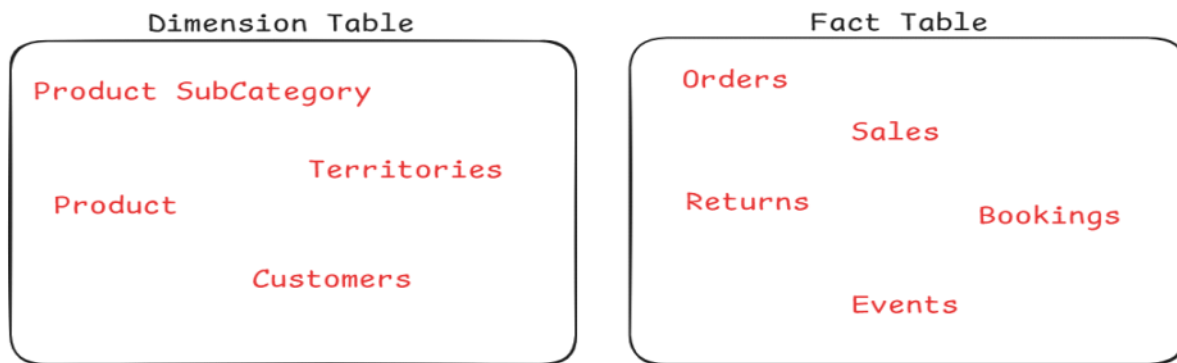 Dimension Table
Product SubCategory
Territories
Product
Customers
Fact Table
Orders
Sales
Returns
Bookings
Events